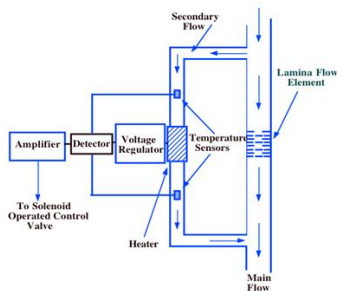 Secondary
Flow
Lamina Flow
Element
Amplifier
Detector
Voltage
Regulator
Temperature
Sensors
To Solenoid
Operated Control
Valve
Heater
Main
Flow